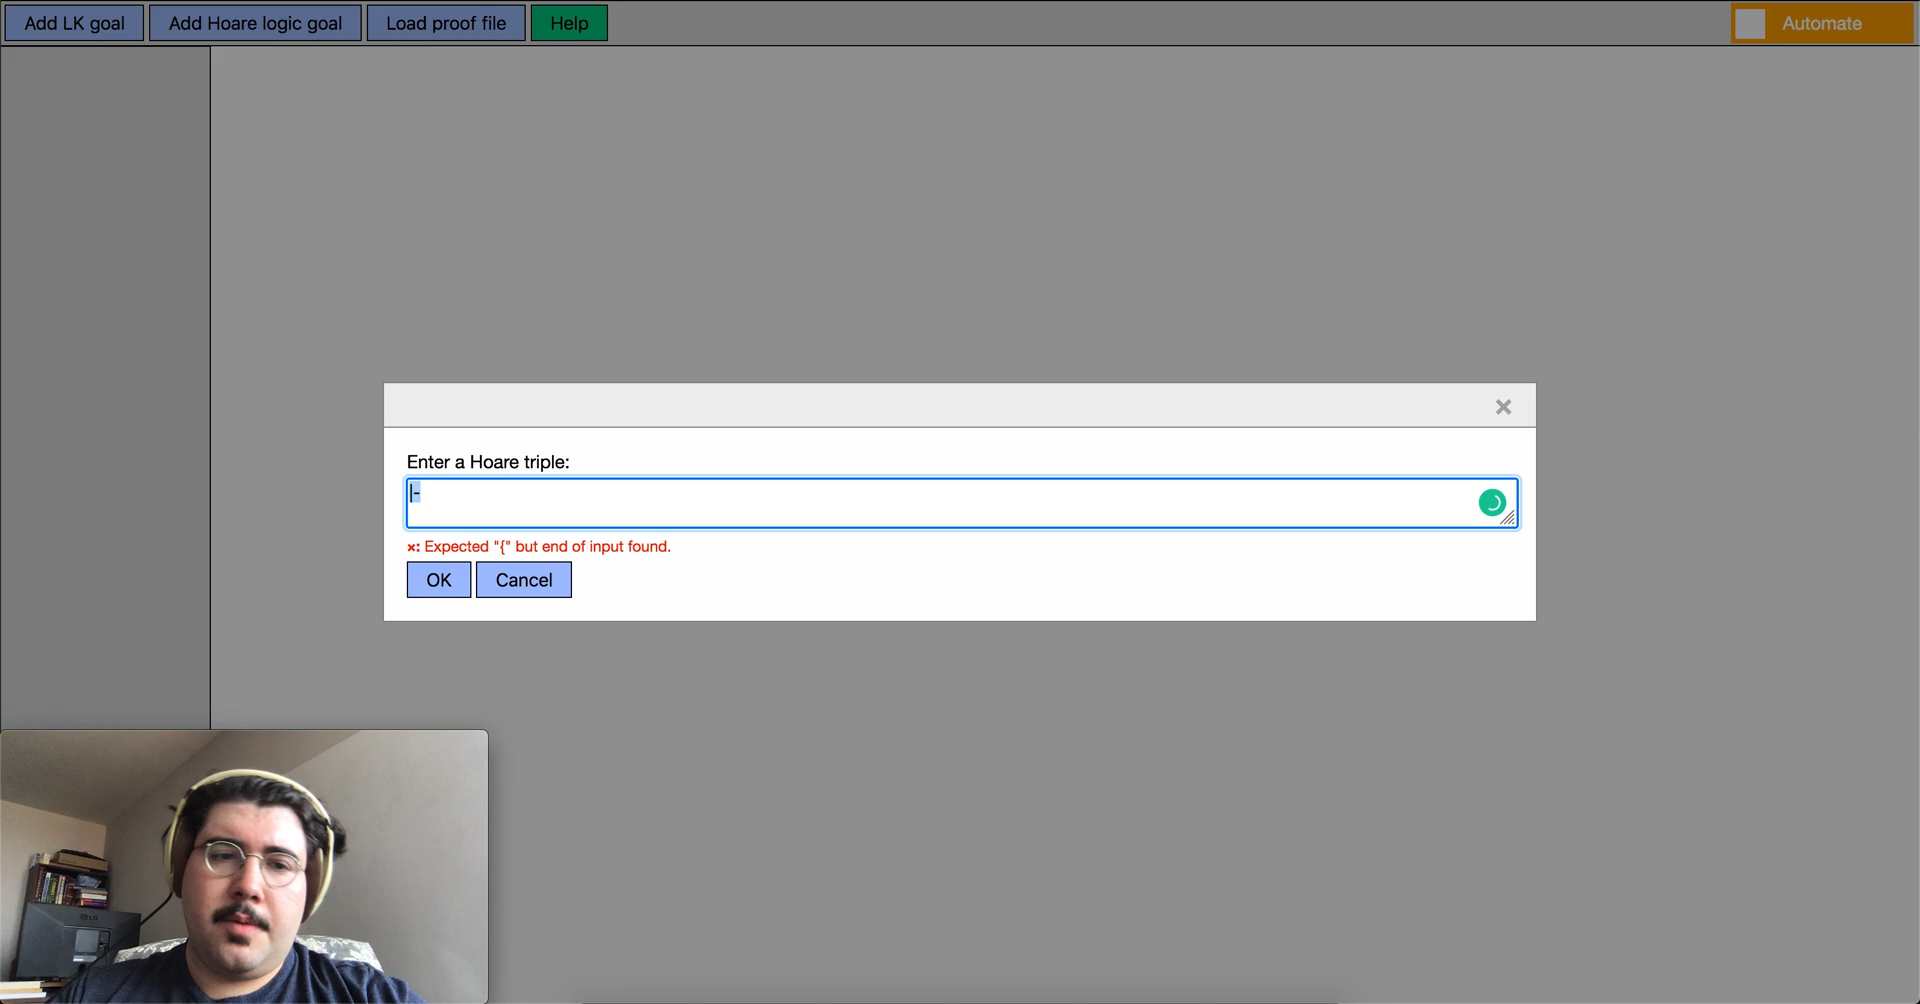 Add LK goal Add Hoare logic goal Load proof file Help Automate
Enter a Hoare triple:
|-
×: Expected "{" but end of input found.
OK Cancel
LG